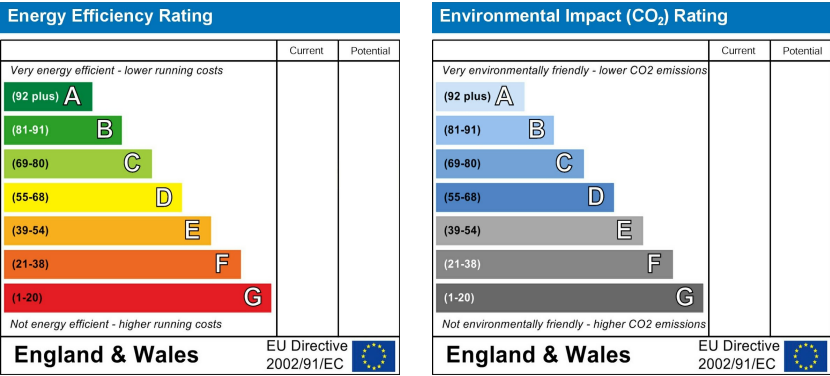 Energy Efficiency Rating
Current Potential
Very energy efficient - lower running costs
(92 plus) A
(81-91) B
(69-80) C
(55-68) D
(39-54) E
(21-38) F
(1-20) G
Not energy efficient - higher running costs
England & Wales
EU Directive
2002/91/EC
Environmental Impact (CO₂) Rating
Current Potential
Very environmentally friendly - lower CO2 emissions
(92 plus) A
(81-91) B
(69-80) C
(55-68) D
(39-54) E
(21-38) F
(1-20) G
Not environmentally friendly - higher CO2 emissions
England & Wales
EU Directive
2002/91/EC